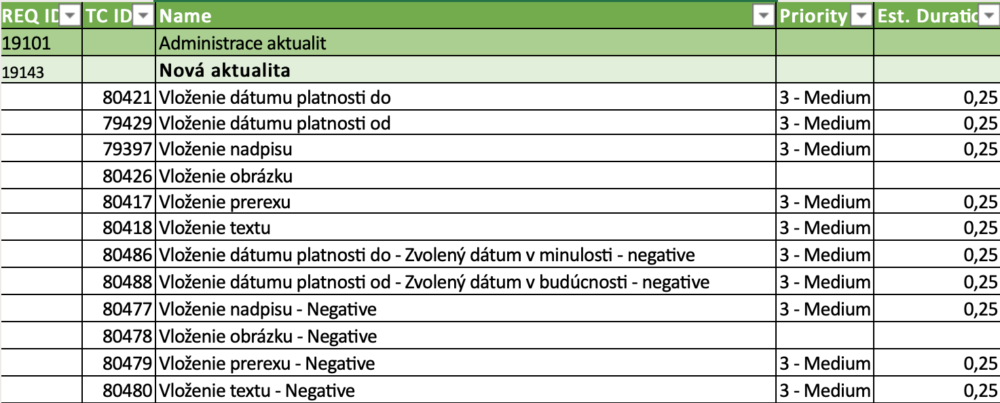 REQ ID TC ID Name Priority Est. Duratic
19101 Administrace aktualit
19143 Nová aktualita
80421 Vloženie dátumu platnosti do 3 - Medium 0,25
79429 Vloženie dátumu platnosti od 3 - Medium 0,25
79397 Vloženie nadpisu 3 - Medium 0,25
80426 Vloženie obrázku
80417 Vloženie prerexu 3 - Medium 0,25
80418 Vloženie textu 3 - Medium 0,25
80486 Vloženie dátumu platnosti do - Zvolený dátum v minulosti - negative 3 - Medium 0,25
80488 Vloženie dátumu platnosti od - Zvolený dátum v budúcnosti - negative 3 - Medium 0,25
80477 Vloženie nadpisu - Negative 3 - Medium 0,25
80478 Vloženie obrázku - Negative
80479 Vloženie prerexu - Negative 3 - Medium 0,25
80480 Vloženie textu - Negative 3 - Medium 0,25